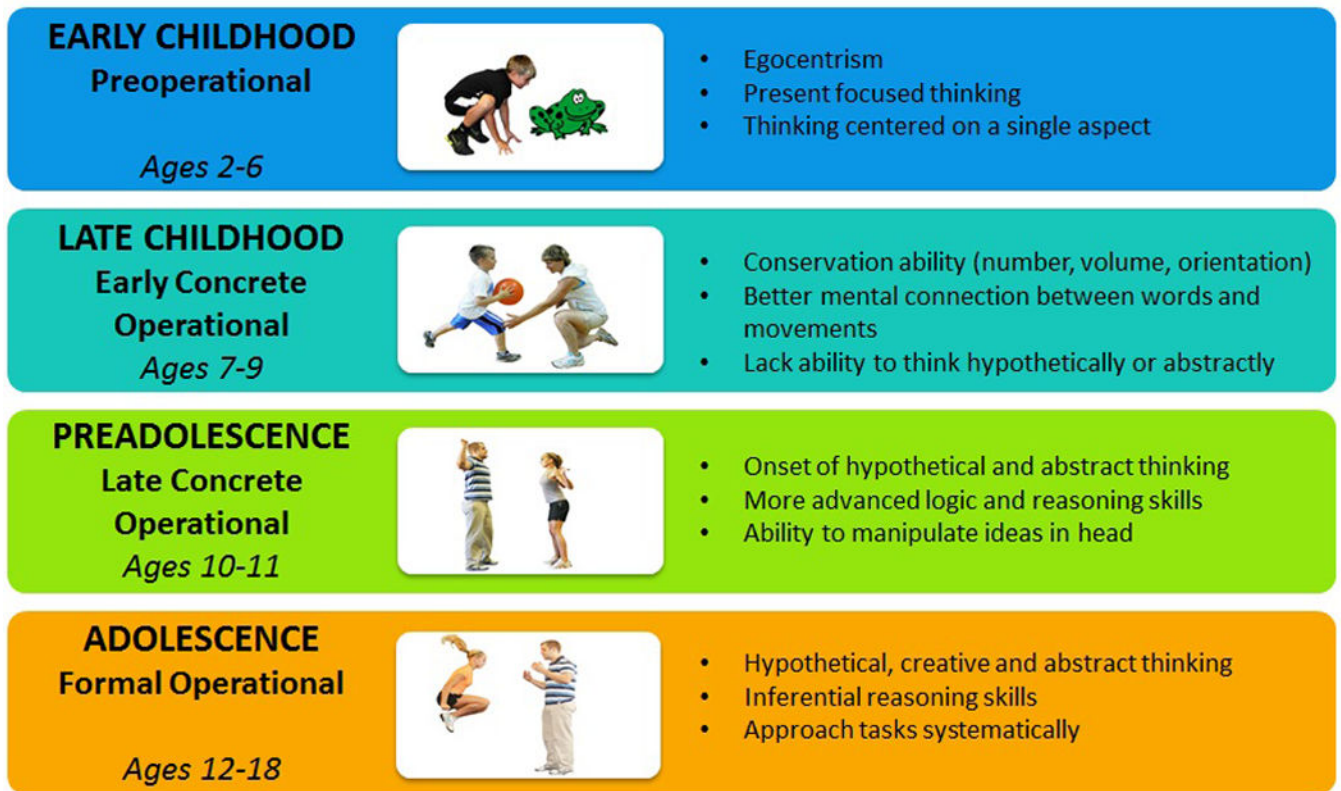 EARLY CHILDHOOD
Preoperational
Ages 2-6
• Egocentrism
• Present focused thinking
• Thinking centered on a single aspect
LATE CHILDHOOD
Early Concrete
Operational
Ages 7-9
• Conservation ability (number, volume, orientation)
• Better mental connection between words and
movements
• Lack ability to think hypothetically or abstractly
PREADOLESCENCE
Late Concrete
Operational
Ages 10-11
• Onset of hypothetical and abstract thinking
• More advanced logic and reasoning skills
• Ability to manipulate ideas in head
ADOLESCENCE
Formal Operational
Ages 12-18
• Hypothetical, creative and abstract thinking
• Inferential reasoning skills
• Approach tasks systematically